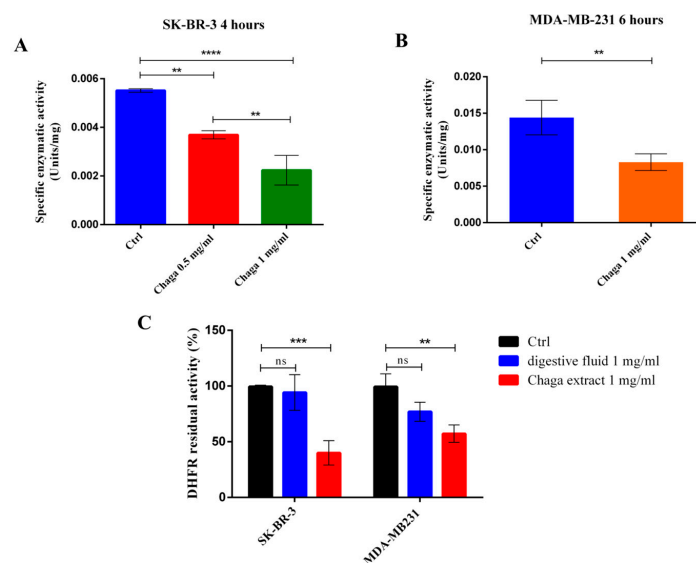 SK-BR-3 4 hours
A
Specific enzymatic activity
(Units/mg)
0.006
0.004
0.002
0.000
****
**
**
Ctrl
Chaga 0.5 mg/ml
Chaga 1 mg/ml
MDA-MB-231 6 hours
B
Specific enzymatic activity
(Units/mg)
0.020
0.015
0.010
0.005
0.000
**
Ctrl
Chaga 1 mg/ml
C
DHFR residual activity (%)
150
100
50
0
***
ns
**
ns
SK-BR-3
MDA-MB231
Ctrl
digestive fluid 1 mg/ml
Chaga extract 1 mg/ml